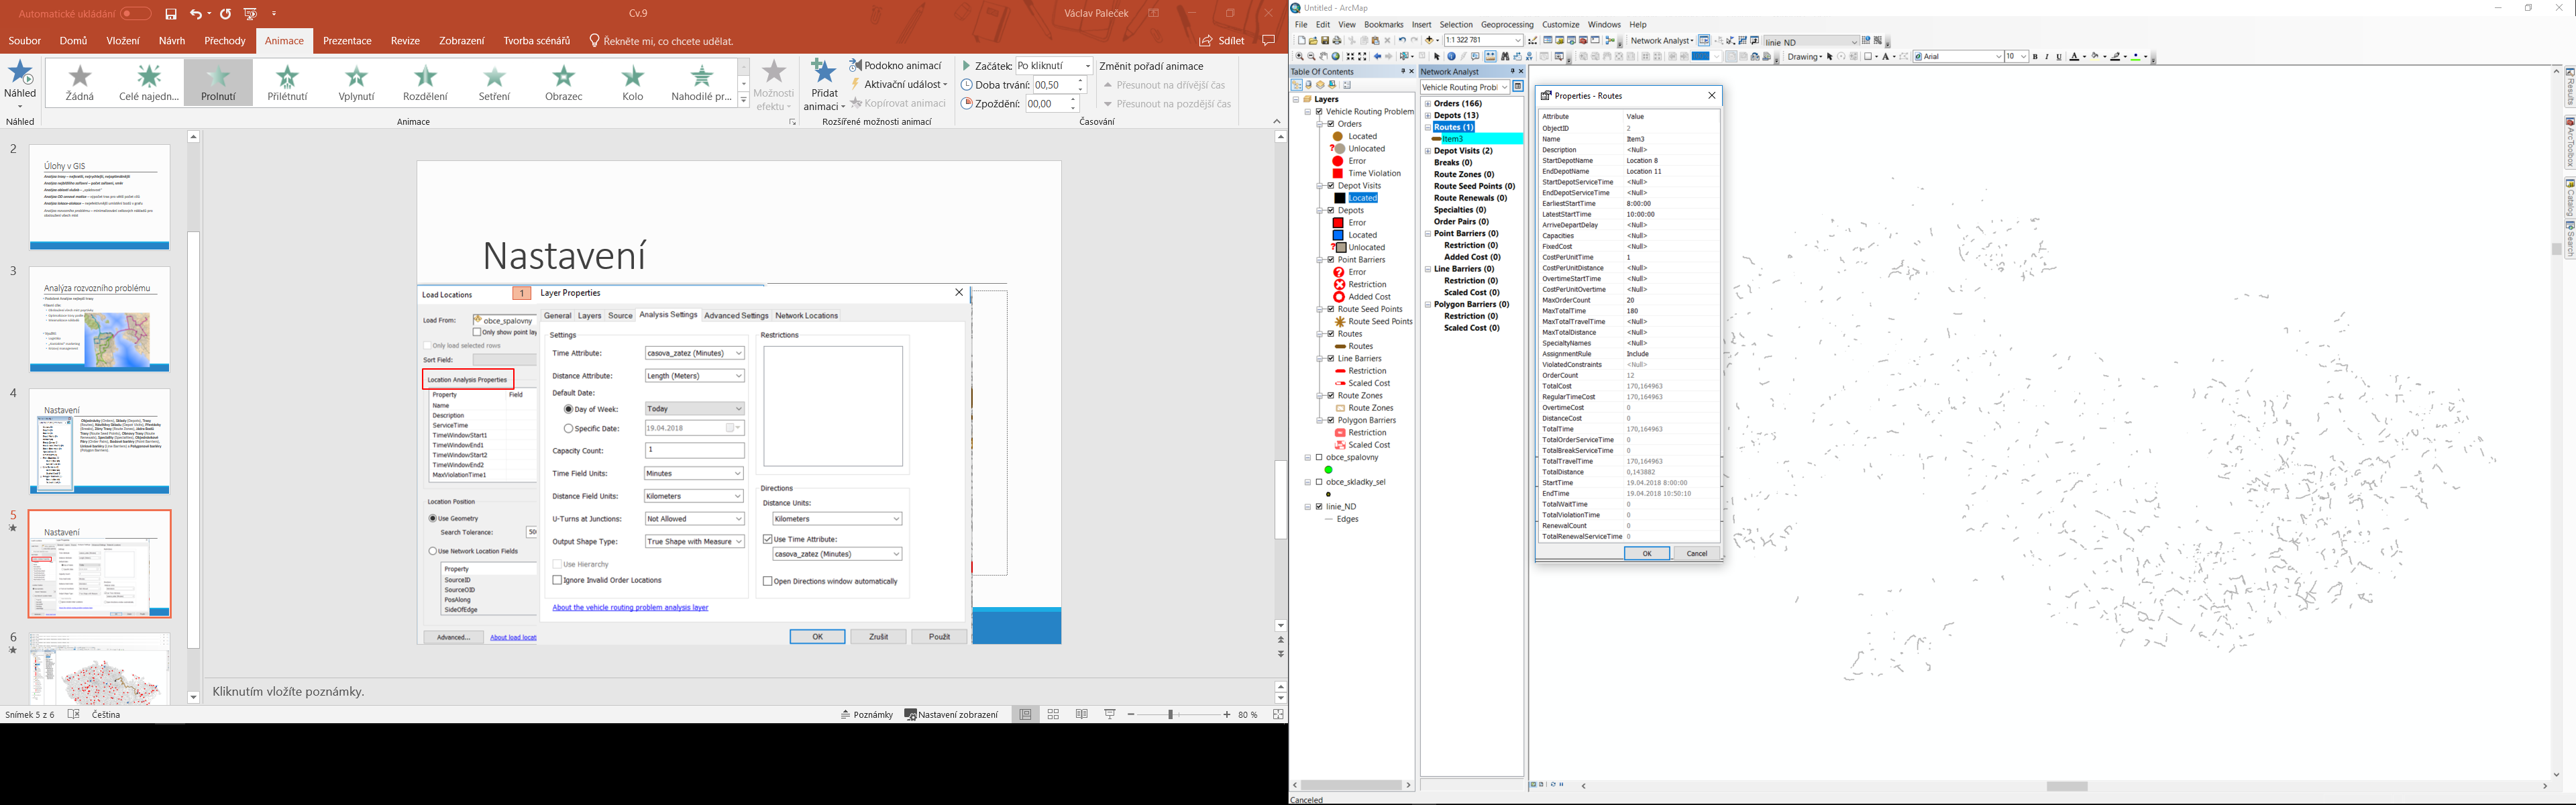 Automatické ukládání
Cv.9
Václav Paleček
Soubor Domů Vložení Návrh Přechody Animace Prezentace Revize Zobrazení Tvorba scénářů Řekněte mi, co chcete udělat. Sdílet
Náhled
Žádná Celé najedn... Prolnutí Přilétnutí Vplynutí Rozdělení Setření Obrazec Kolo Nahodilé pr...
Možnosti efektu
Přidat animaci
Podokno animací
Aktivační událost
Kopírovat animaci
Začátek: Po kliknutí
Doba trvání: 00,50
Zpoždění: 00,00
Změnit pořadí animace
Přesunout na dřívější čas
Přesunout na pozdější čas
Náhled Animace Rozšířené možnosti animací Časování
2
Úlohy v GIS
3
Analýza rozvozního problému
4
Nastavení
5
Nastavení
6
Nastavení
Load Locations
1
Layer Properties
Load From: obce_spalovny
Only show point lay
Only load selected rows
Sort Field:
Location Analysis Properties
Property Field
Name
Description
ServiceTime
TimeWindowStart1
TimeWindowEnd1
TimeWindowStart2
TimeWindowEnd2
MaxViolationTime1
Location Position
Use Geometry
Search Tolerance: 50
Use Network Location Fields
Property
SourceID
SourceOID
PosAlong
SideOfEdge
Advanced... About load locat
General Layers Source Analysis Settings Advanced Settings Network Locations
Settings
Time Attribute: casova_zatez (Minutes)
Distance Attribute: Length (Meters)
Default Date:
Day of Week: Today
Specific Date: 19.04.2018
Capacity Count: 1
Time Field Units: Minutes
Distance Field Units: Kilometers
U-Turns at Junctions: Not Allowed
Output Shape Type: True Shape with Measure
Use Hierarchy
Ignore Invalid Order Locations
About the vehicle routing problem analysis layer
Restrictions
Directions
Distance Units:
Kilometers
Use Time Attribute:
casova_zatez (Minutes)
Open Directions window automatically
OK Zrušit Použít
Kliknutím vložíte poznámky.
Snímek 5 z 6 Čeština Poznámky Nastavení zobrazení 80 %
Untitled - ArcMap
File Edit View Bookmarks Insert Selection Geoprocessing Customize Windows Help
1:1 322 781
Network Analyst
linie_ND
Drawing
Arial 10 B I U A
Table Of Contents
Layers
Vehicle Routing Problem
Orders
Located
Unlocated
Error
Time Violation
Depot Visits
Located
Depots
Error
Located
Unlocated
Point Barriers
Error
Restriction
Added Cost
Route Seed Points
Route Seed Points
Routes
Routes
Line Barriers
Restriction
Scaled Cost
Route Zones
Route Zones
Polygon Barriers
Restriction
Scaled Cost
obce_spalovny
obce_skladky_sel
linie_ND
Edges
Network Analyst
Vehicle Routing Probl
Orders (166)
Depots (13)
Routes (1)
Item3
Depot Visits (2)
Breaks (0)
Route Zones (0)
Route Seed Points (0)
Route Renewals (0)
Specialties (0)
Order Pairs (0)
Point Barriers (0)
Restriction (0)
Added Cost (0)
Line Barriers (0)
Restriction (0)
Scaled Cost (0)
Polygon Barriers (0)
Restriction (0)
Scaled Cost (0)
Properties - Routes
Attribute Value
ObjectID 2
Name Item3
Description <Null>
StartDepotName Location 8
EndDepotName Location 11
StartDepotServiceTime <Null>
EndDepotServiceTime <Null>
EarliestStartTime 8:00:00
LatestStartTime 10:00:00
ArriveDepartDelay <Null>
Capacities <Null>
FixedCost <Null>
CostPerUnitTime 1
CostPerUnitDistance <Null>
OvertimeStartTime <Null>
CostPerUnitOvertime <Null>
MaxOrderCount 20
MaxTotalTime 180
MaxTotalTravelTime <Null>
MaxTotalDistance <Null>
SpecialtyNames <Null>
AssignmentRule Include
ViolatedConstraints <Null>
OrderCount 12
TotalCost 170,164963
RegularTimeCost 170,164963
OvertimeCost 0
DistanceCost 0
TotalTime 170,164963
TotalOrderServiceTime 0
TotalBreakServiceTime 0
TotalTravelTime 170,164963
TotalDistance 0,143882
StartTime 19.04.2018 8:00:00
EndTime 19.04.2018 10:50:10
TotalWaitTime 0
TotalViolationTime 0
RenewalCount 0
TotalRenewalServiceTime 0
OK Cancel
Results
ArcToolbox
Catalog
Search
Canceled